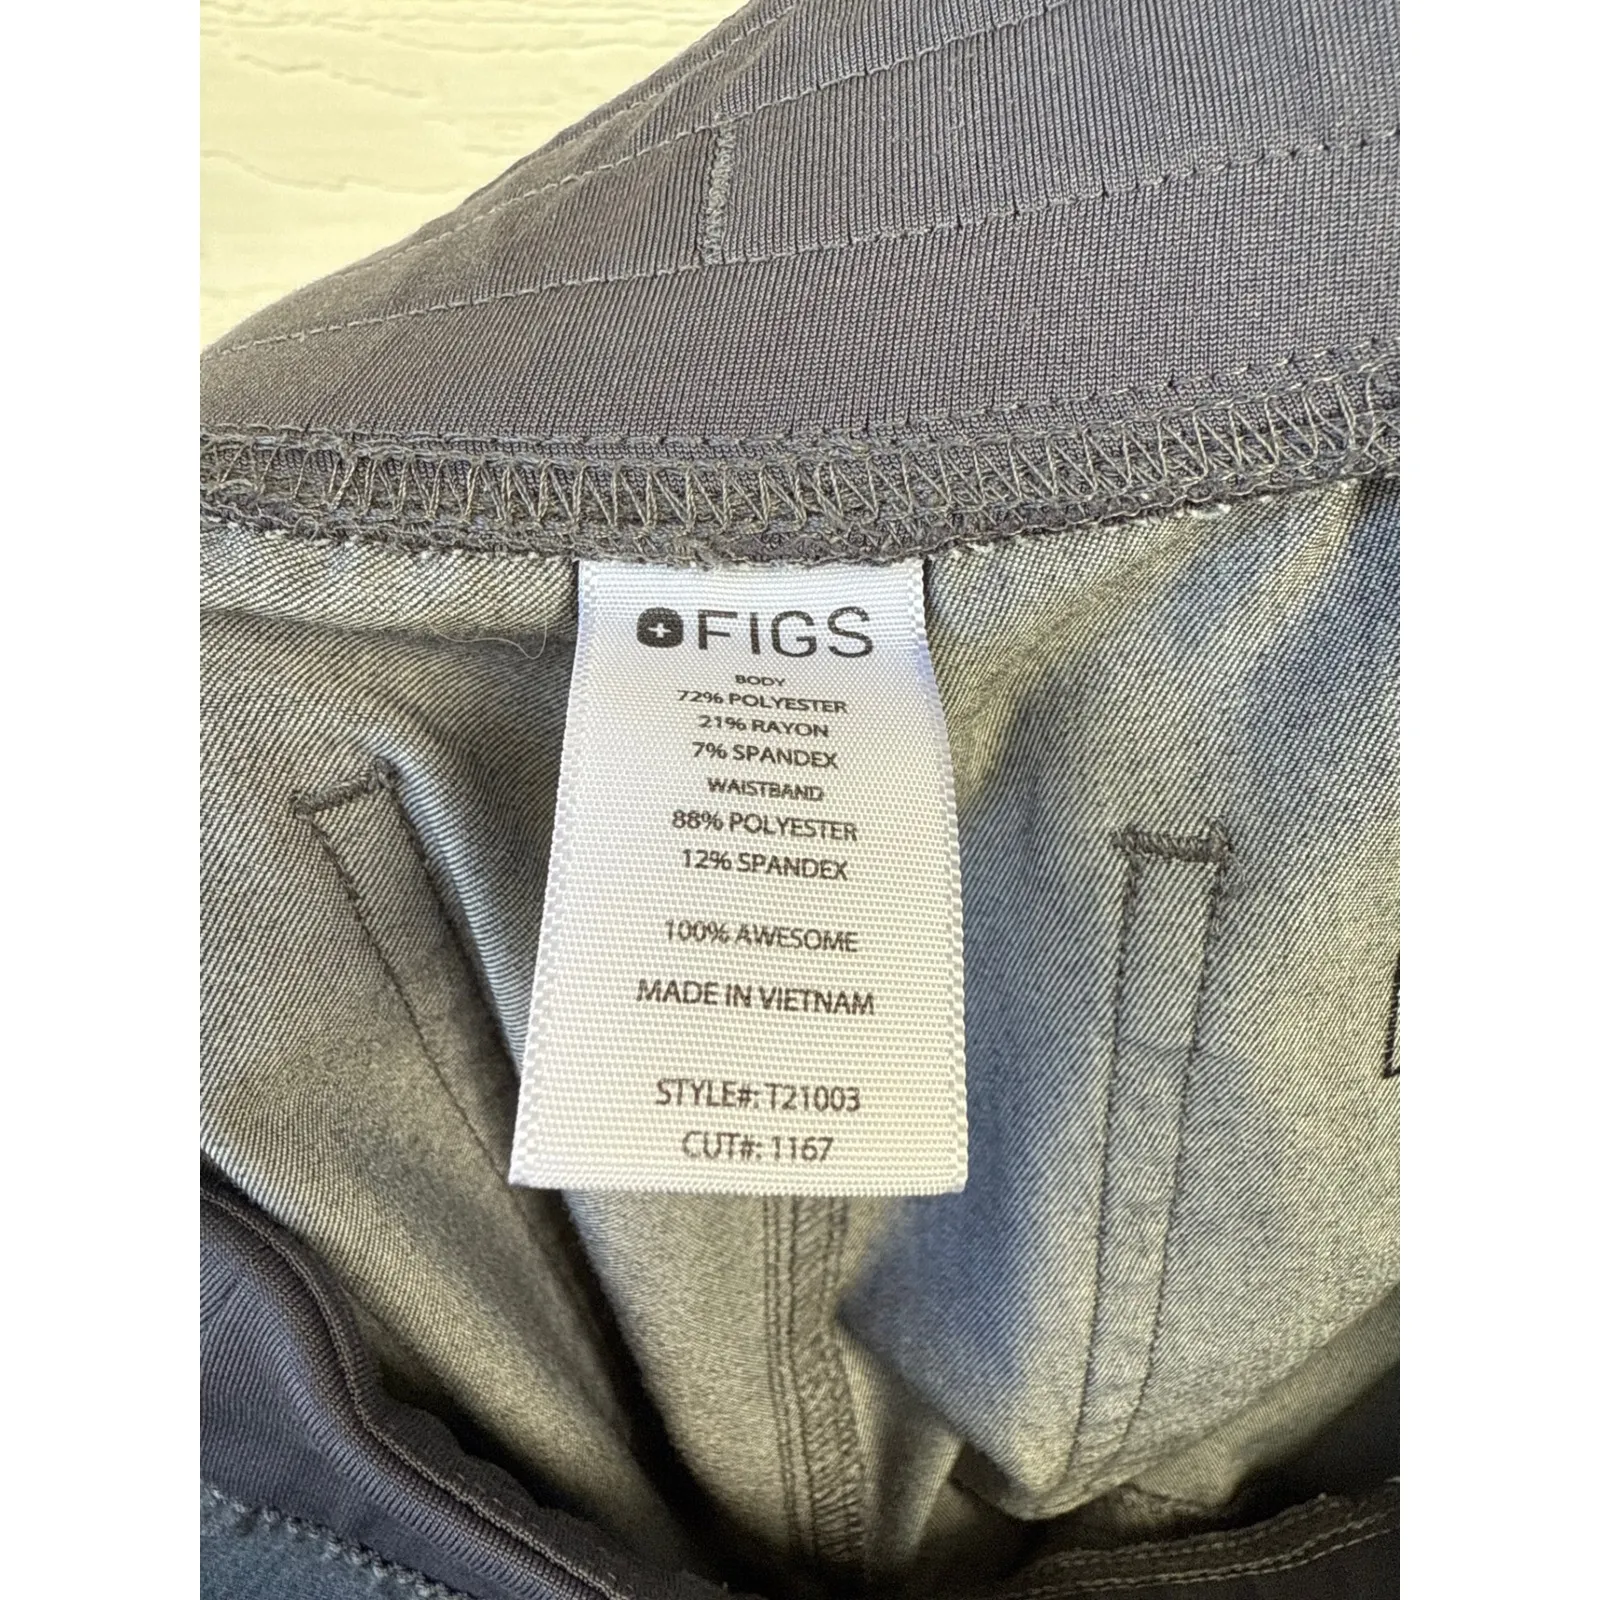 FIGS
BODY
72% POLYESTER
21% RAYON
7% SPANDEX
WAISTBAND
88% POLYESTER
12% SPANDEX
100% AWESOME
MADE IN VIETNAM
STYLE#: T21003
CUT#: 1167